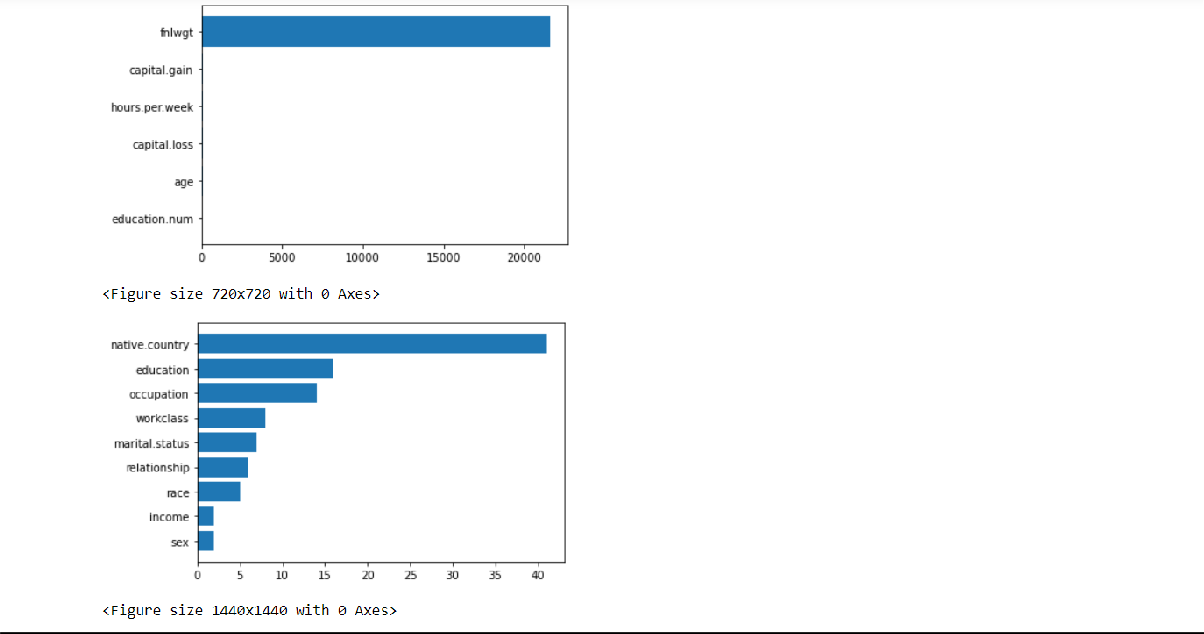 fnlwgt
capital.gain
hours.per.week
capital.loss
age
education.num
0 5000 10000 15000 20000
<Figure size 720x720 with 0 Axes>
native.country
education
occupation
workclass
marital.status
relationship
race
income
sex
0 5 10 15 20 25 30 35 40
<Figure size 1440x1440 with 0 Axes>